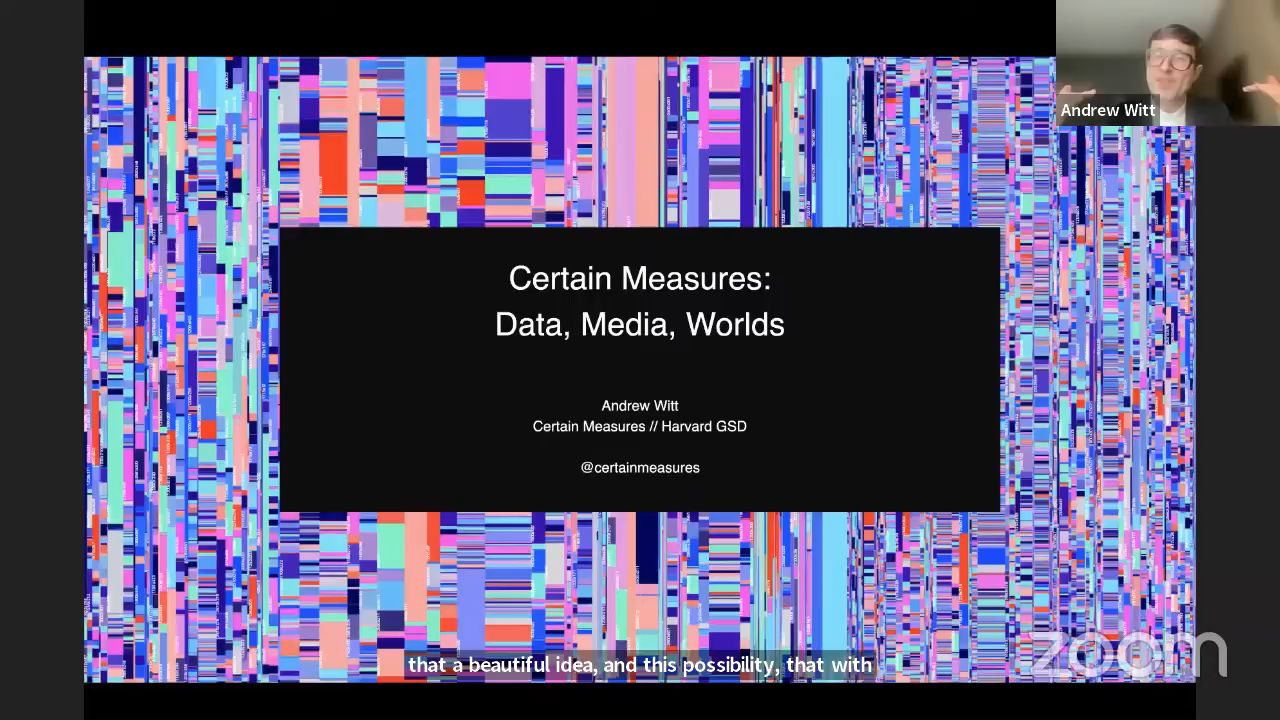 Andrew Witt
Certain Measures:
Data, Media, Worlds
Andrew Witt
Certain Measures // Harvard GSD
@certainmeasures
that a beautiful idea, and this possibility, that with
zoom